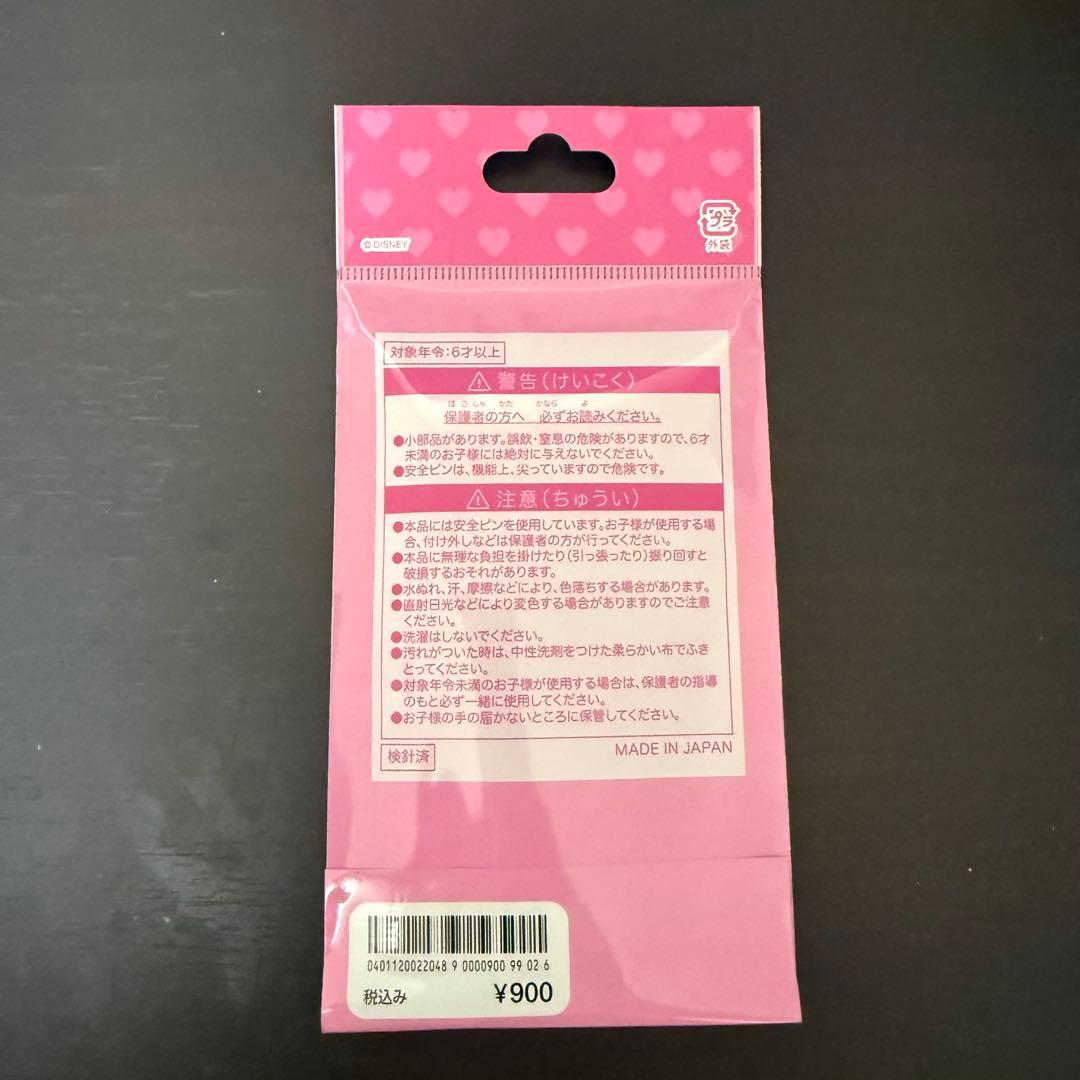 © DISNEY
プラ
外袋
対象年令:6才以上
⚠ 警告(けいこく)
ほごしゃ かた かなら よ
保護者の方へ 必ずお読みください。
●小部品があります。誤飲・窒息の危険がありますので、6才
未満のお子様には絶対に与えないでください。
●安全ピンは、機能上、尖っていますので危険です。
⚠ 注意(ちゅうい)
●本品には安全ピンを使用しています。お子様が使用する場
合、付け外しなどは保護者の方が行ってください。
●本品に無理な負担を掛けたり(引っ張ったり)振り回すと
破損するおそれがあります。
●水ぬれ、汗、摩擦などにより、色落ちする場合があります。
●直射日光などにより変色する場合がありますのでご注意
ください。
●洗濯はしないでください。
●汚れがついた時は、中性洗剤をつけた柔らかい布でふき
とってください。
●対象年令未満のお子様が使用する場合は、保護者の指導
のもと必ず一緒に使用してください。
●お子様の手の届かないところに保管してください。
検針済
MADE IN JAPAN
0401120022048 9 0000900 99 02 6
税込み ¥900